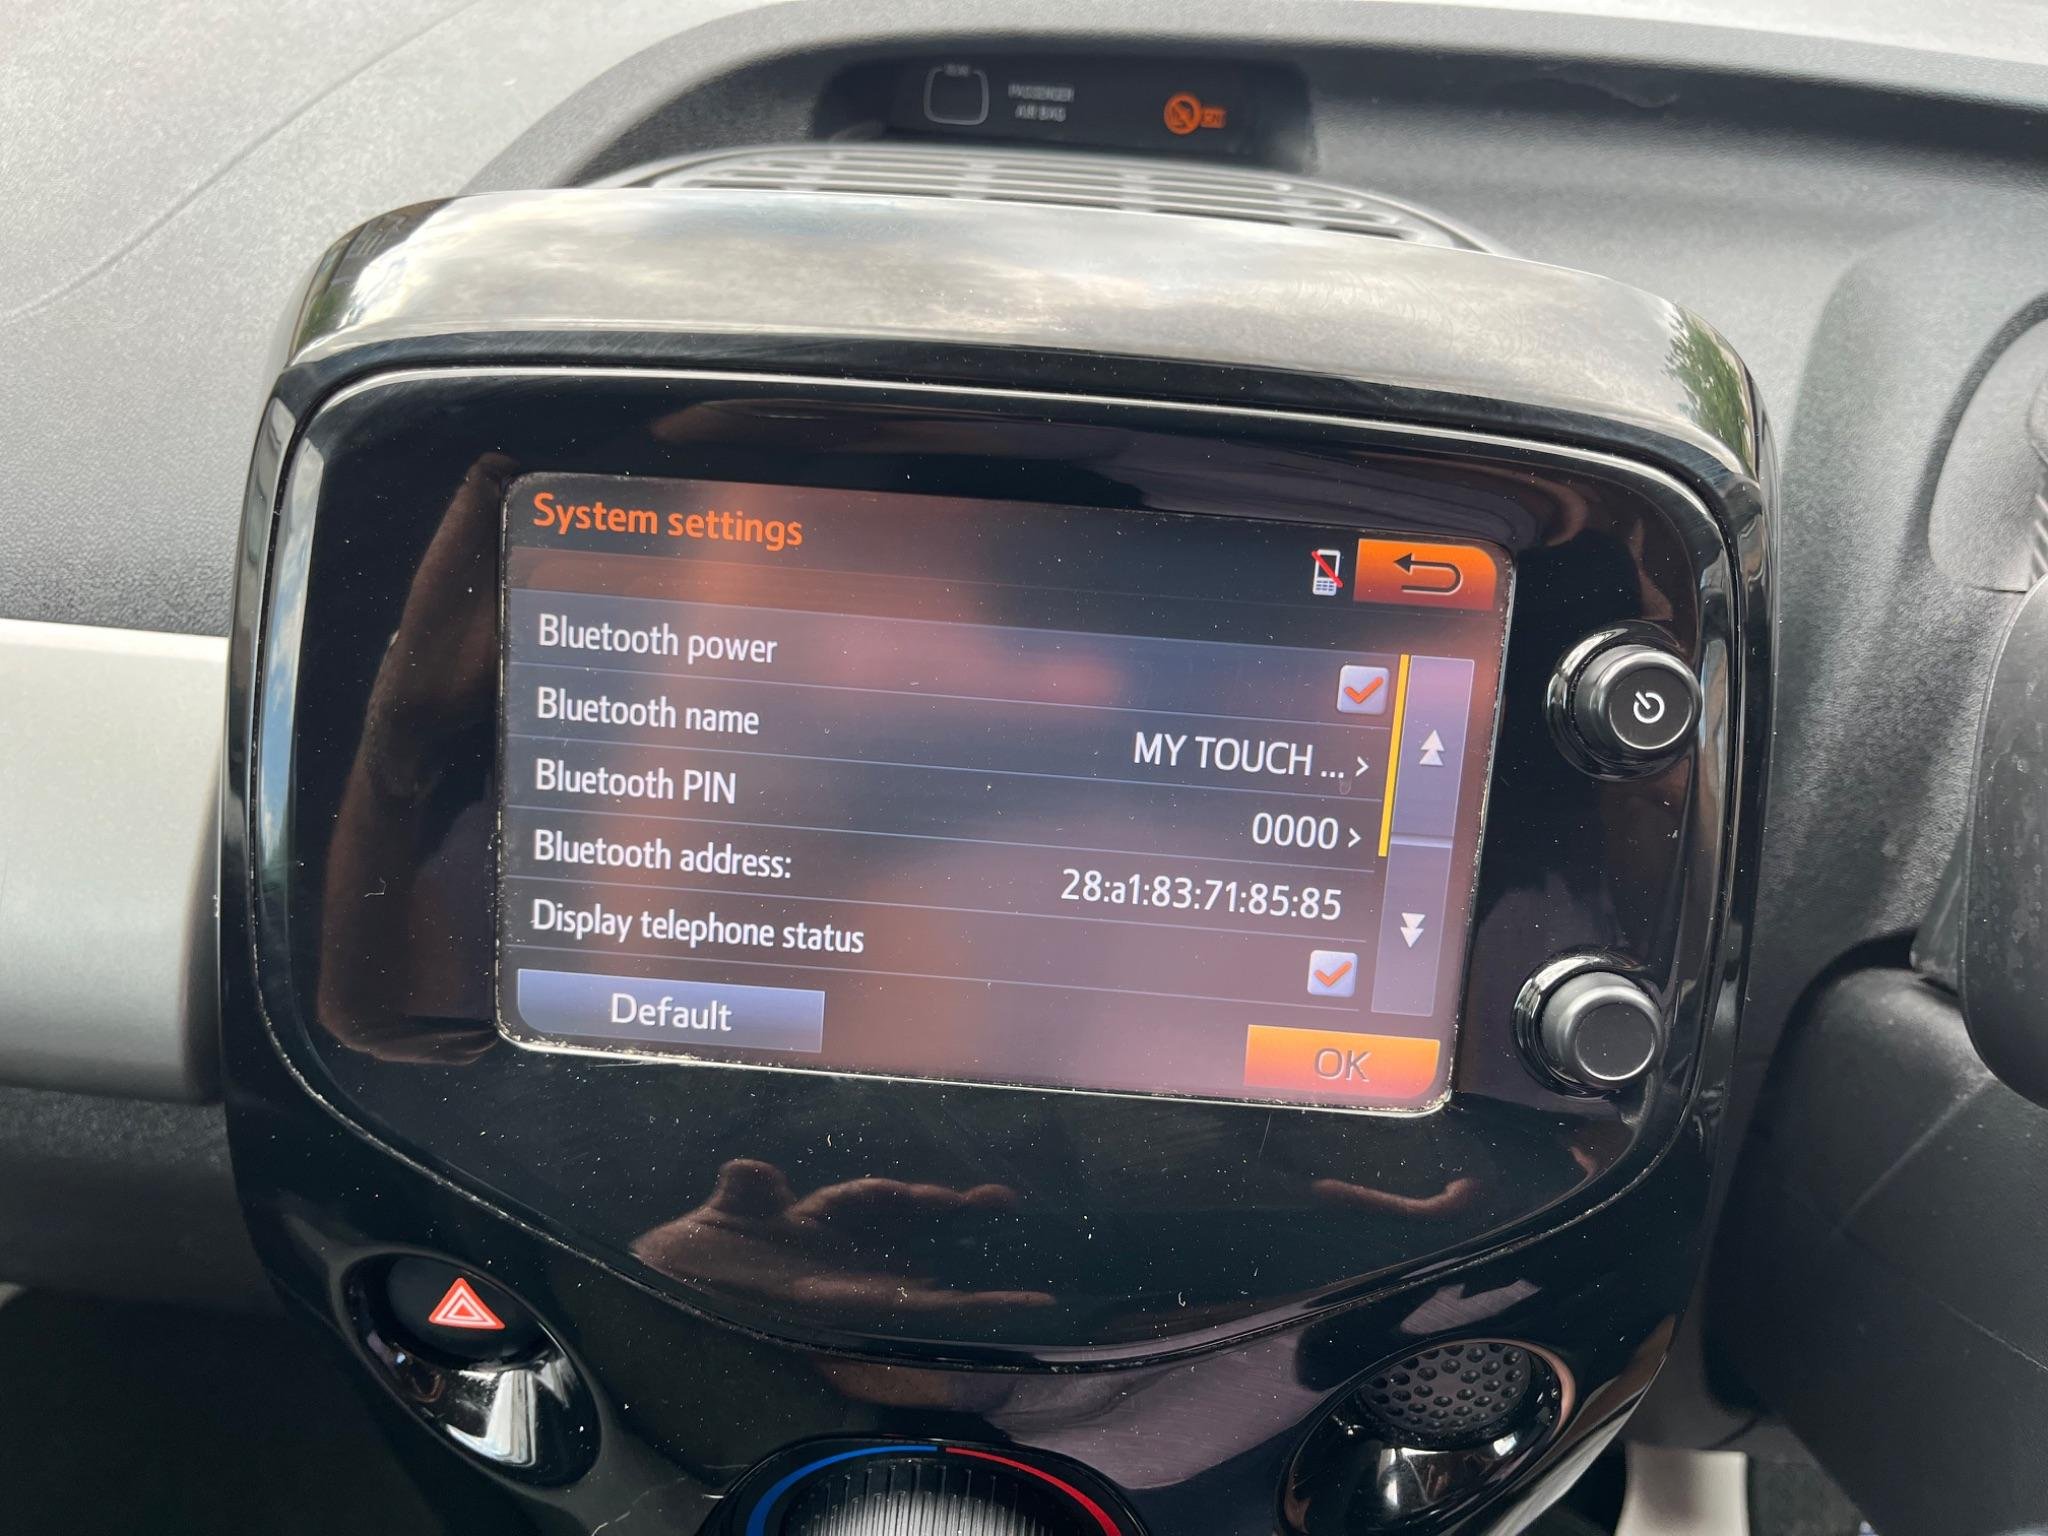 PASSENGER
AIR BAG
System settings
Bluetooth power
Bluetooth name
MY TOUCH ... >
Bluetooth PIN
0000 >
Bluetooth address:
28:a1:83:71:85:85
Display telephone status
Default
OK